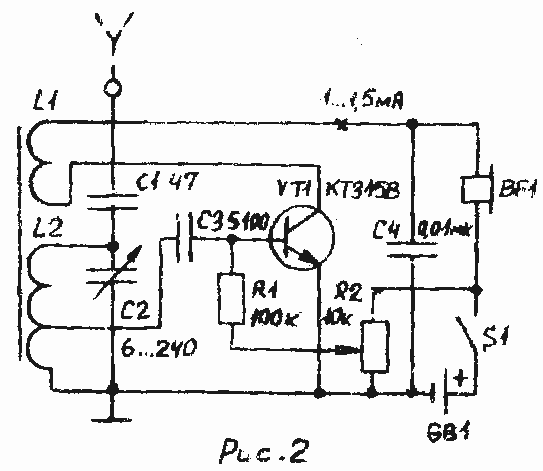 L1
1...1,5мА
C1 47
VT1 КТ315В
BF1
L2
C3 5100
C4 0,01мк
R1
100к
R2
10к
C2
6...240
S1
+
GB1
Рис.2